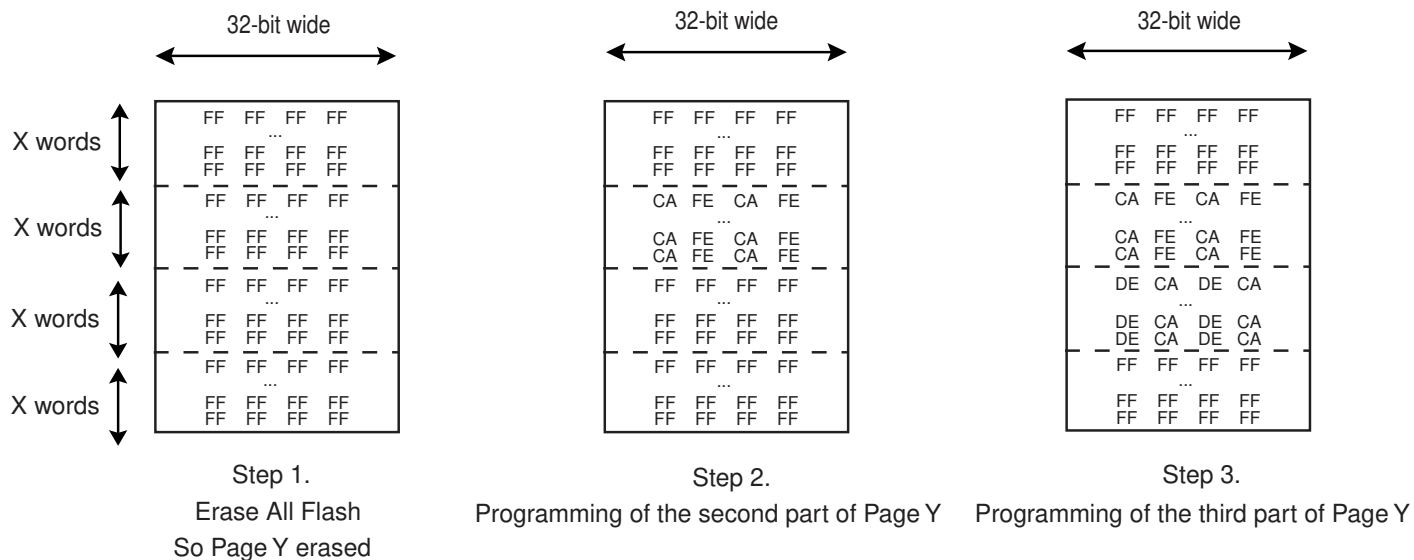 32-bit wide
X words
X words
X words
X words
FF FF FF FF
...
FF FF FF FF
FF FF FF FF
FF FF FF FF
...
FF FF FF FF
FF FF FF FF
FF FF FF FF
...
FF FF FF FF
FF FF FF FF
FF FF FF FF
...
FF FF FF FF
FF FF FF FF
Step 1.
Erase All Flash
So Page Y erased
32-bit wide
FF FF FF FF
...
FF FF FF FF
FF FF FF FF
CA FE CA FE
...
CA FE CA FE
CA FE CA FE
FF FF FF FF
...
FF FF FF FF
FF FF FF FF
FF FF FF FF
...
FF FF FF FF
FF FF FF FF
Step 2.
Programming of the second part of Page Y
32-bit wide
FF FF FF FF
...
FF FF FF FF
FF FF FF FF
CA FE CA FE
...
CA FE CA FE
CA FE CA FE
DE CA DE CA
...
DE CA DE CA
DE CA DE CA
FF FF FF FF
...
FF FF FF FF
FF FF FF FF
Step 3.
Programming of the third part of Page Y